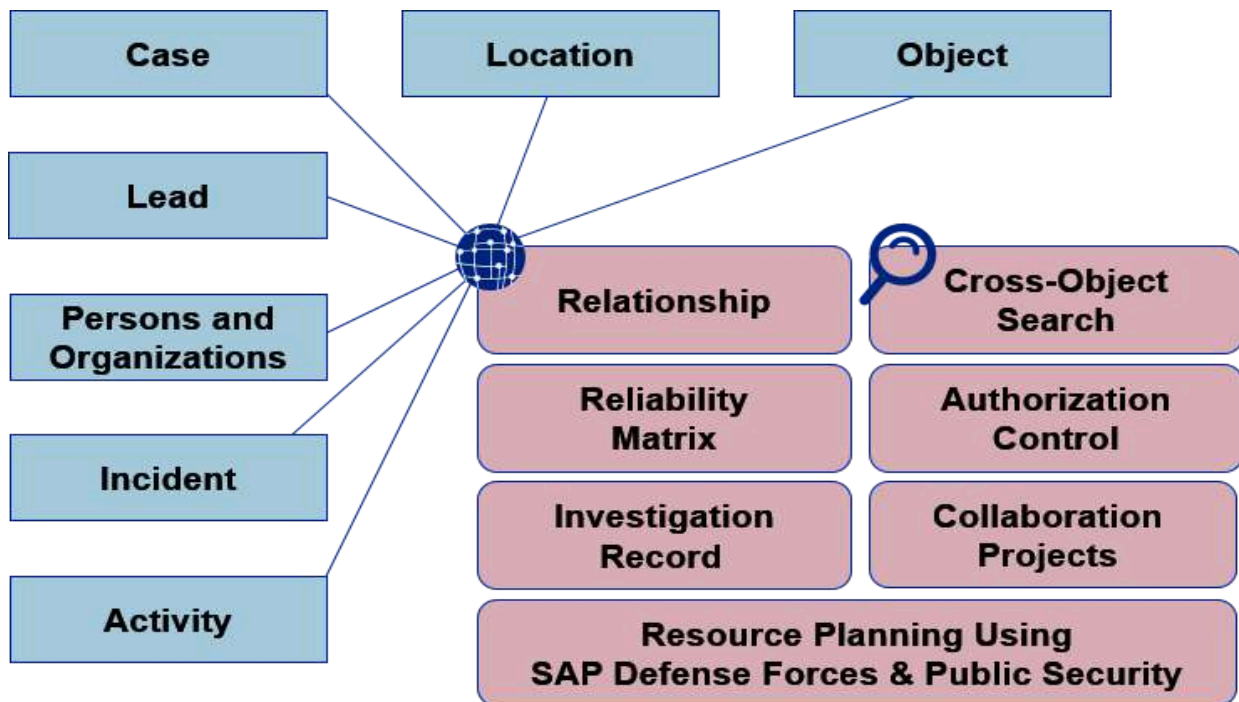 Case
Location
Object
Lead
Persons and
Organizations
Incident
Activity
Relationship
Cross-Object
Search
Reliability
Matrix
Authorization
Control
Investigation
Record
Collaboration
Projects
Resource Planning Using
SAP Defense Forces & Public Security